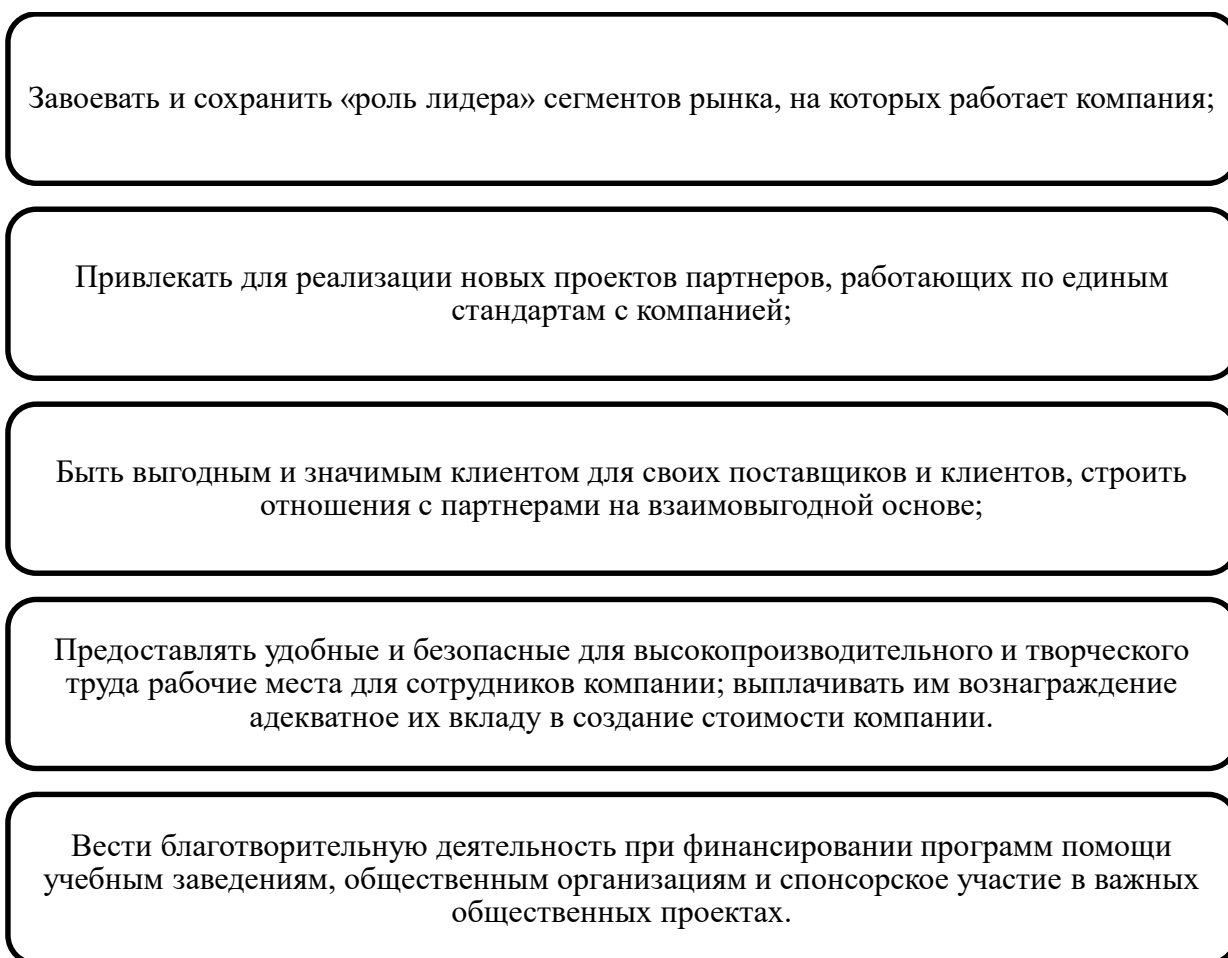 Завоевать и сохранить «роль лидера» сегментов рынка, на которых работает компания;
Привлекать для реализации новых проектов партнеров, работающих по единым
стандартам с компанией;
Быть выгодным и значимым клиентом для своих поставщиков и клиентов, строить
отношения с партнерами на взаимовыгодной основе;
Предоставлять удобные и безопасные для высокопроизводительного и творческого
труда рабочие места для сотрудников компании; выплачивать им вознаграждение
адекватное их вкладу в создание стоимости компании.
Вести благотворительную деятельность при финансировании программ помощи
учебным заведениям, общественным организациям и спонсорское участие в важных
общественных проектах.